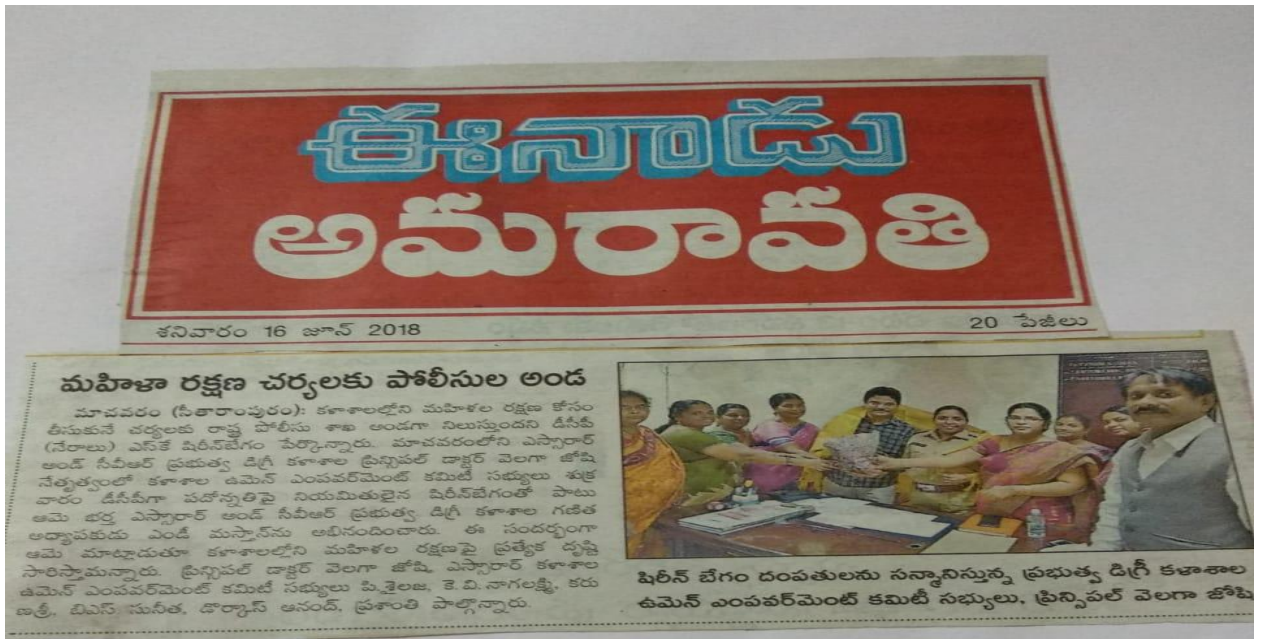 ఈనాడు
అమరావతి
శనివారం 16 జూన్ 2018
20 పేజీలు
మహిళా రక్షణ చర్యలకు పోలీసుల అండ
మాచవరం (సీతారాంపురం): కళాశాలల్లోని మహిళల రక్షణ కోసం
తీసుకునే చర్యలకు రాష్ట్ర పోలీసు శాఖ అండగా నిలుస్తుందని డీసీపీ
(నేరాలు) ఎస్‌కే షిరీన్‌బేగం పేర్కొన్నారు. మాచవరంలోని ఎస్సారార్
అండ్ సీవీఆర్ ప్రభుత్వ డిగ్రీ కళాశాల ప్రిన్సిపల్ డాక్టర్ వెలగా జోషి
నేతృత్వంలో కళాశాల ఉమెన్ ఎంపవర్‌మెంట్ కమిటీ సభ్యులు శుక్ర
వారం డీసీపీగా పదోన్నతిపై నియమితులైన షిరీన్‌బేగంతో పాటు
ఆమె భర్త ఎస్సారార్ అండ్ సీవీఆర్ ప్రభుత్వ డిగ్రీ కళాశాల గణిత
అధ్యాపకుడు ఎండీ మస్తాన్‌ను అభినందించారు. ఈ సందర్భంగా
ఆమె మాట్లాడుతూ కళాశాలల్లోని మహిళల రక్షణపై ప్రత్యేక దృష్టి
సారిస్తామన్నారు. ప్రిన్సిపల్ డాక్టర్ వెలగా జోషి, ఎస్సారార్ కళాశాల
ఉమెన్ ఎంపవర్‌మెంట్ కమిటీ సభ్యులు పి.శైలజ, కె.వి.నాగలక్ష్మి, కరు
ణశ్రీ, బిఎస్ సునీత, డొర్కాస్ ఆనంద్, ప్రశాంతి పాల్గొన్నారు.
షిరీన్ బేగం దంపతులను సన్మానిస్తున్న ప్రభుత్వ డిగ్రీ కళాశాల
ఉమెన్ ఎంపవర్‌మెంట్ కమిటీ సభ్యులు, ప్రిన్సిపల్ వెలగా జోషి